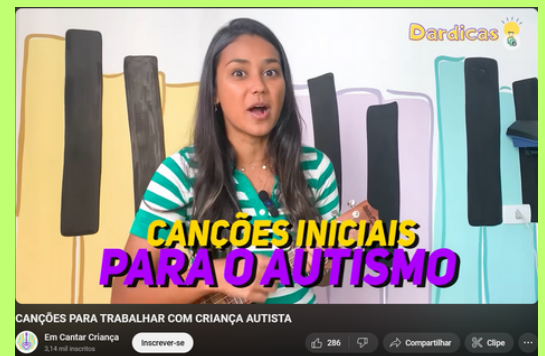 Dardicas
CANÇÕES INICIAIS
PARA O AUTISMO
CANÇÕES PARA TRABALHAR COM CRIANÇA AUTISTA
Em Cantar Criança
3,14 mil inscritos
Inscrever-se
286
Compartilhar
Clipe